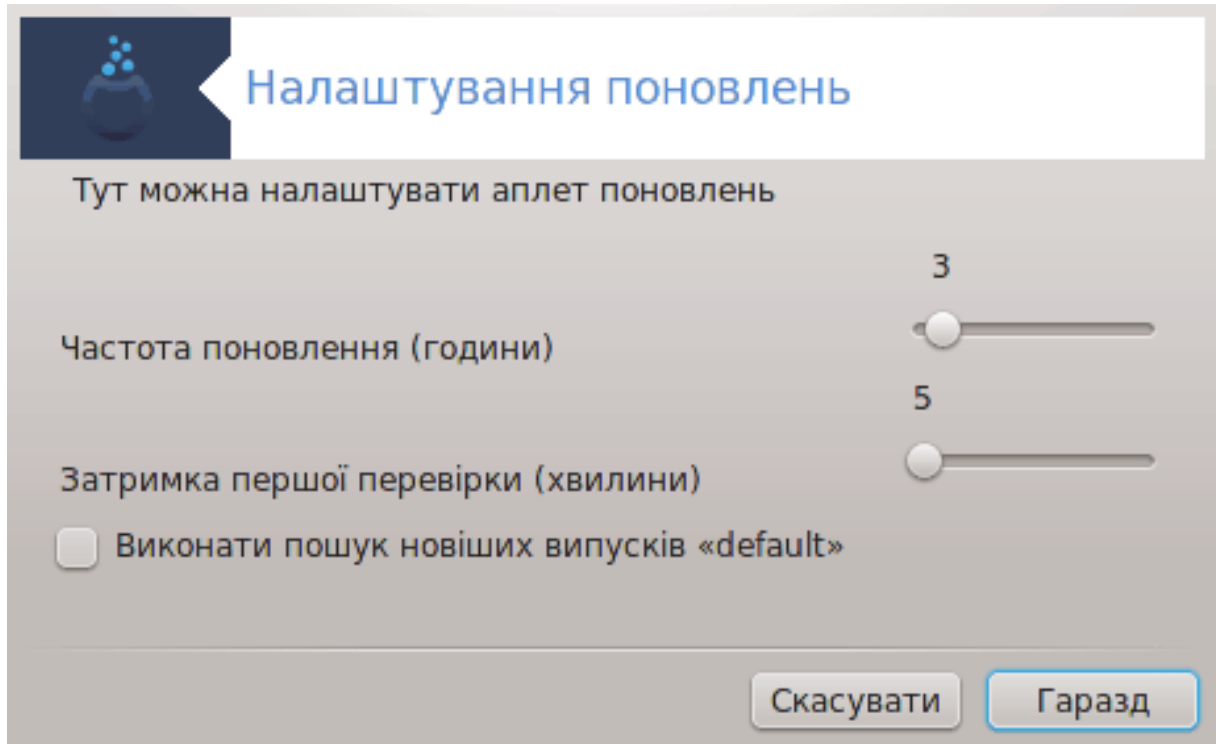 Налаштування поновлень
Тут можна налаштувати аплет поновлень
3
Частота поновлення (години)
5
Затримка першої перевірки (хвилини)
Виконати пошук новіших випусків «default»
Скасувати
Гаразд